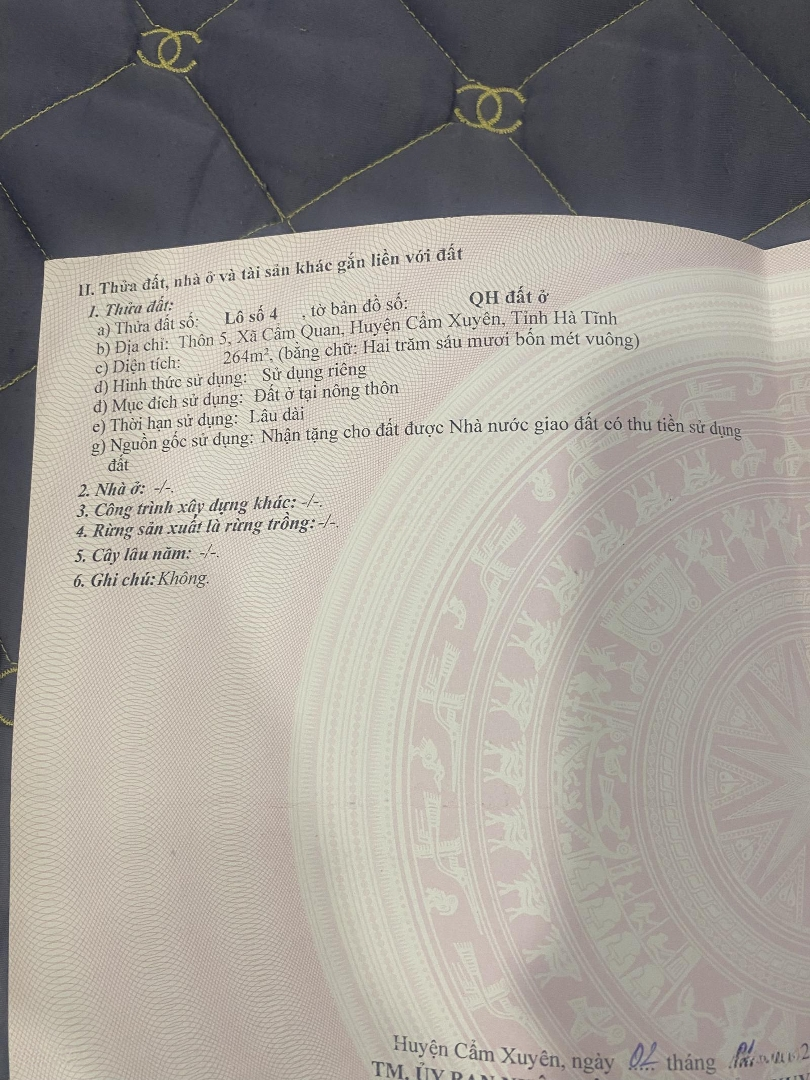 II. Thửa đất, nhà ở và tài sản khác gắn liền với đất
1. Thửa đất:
a) Thửa đất số: Lô số 4 , tờ bản đồ số: QH đất ở
b) Địa chỉ: Thôn 5, Xã Cẩm Quan, Huyện Cẩm Xuyên, Tỉnh Hà Tĩnh
c) Diện tích: 264m², (bằng chữ: Hai trăm sáu mươi bốn mét vuông)
d) Hình thức sử dụng: Sử dụng riêng
đ) Mục đích sử dụng: Đất ở tại nông thôn
e) Thời hạn sử dụng: Lâu dài
g) Nguồn gốc sử dụng: Nhận tặng cho đất được Nhà nước giao đất có thu tiền sử dụng
đất
2. Nhà ở: -/-.
3. Công trình xây dựng khác: -/-.
4. Rừng sản xuất là rừng trồng: -/-.
5. Cây lâu năm: -/-.
6. Ghi chú: Không.
Huyện Cẩm Xuyên, ngày 02 tháng
TM. ỦY BAN